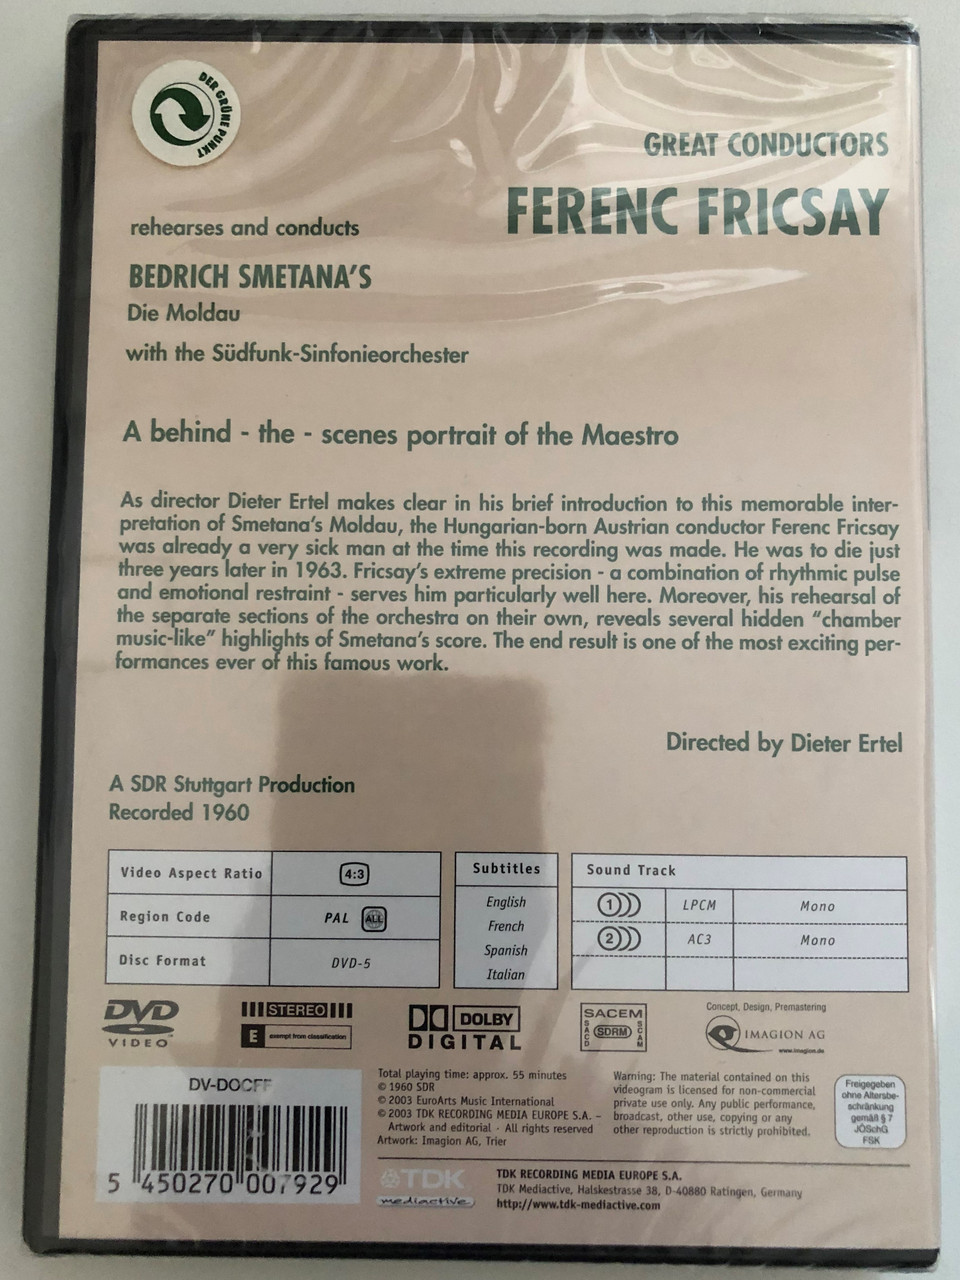 DER GRÜNE PUNKT
GREAT CONDUCTORS
FERENC FRICSAY
rehearses and conducts
BEDRICH SMETANA'S
Die Moldau
with the Südfunk-Sinfonieorchester
A behind - the - scenes portrait of the Maestro
As director Dieter Ertel makes clear in his brief introduction to this memorable inter-
pretation of Smetana's Moldau, the Hungarian-born Austrian conductor Ferenc Fricsay
was already a very sick man at the time this recording was made. He was to die just
three years later in 1963. Fricsay's extreme precision - a combination of rhythmic pulse
and emotional restraint - serves him particularly well here. Moreover, his rehearsal of
the separate sections of the orchestra on their own, reveals several hidden “chamber
music-like” highlights of Smetana's score. The end result is one of the most exciting per-
formances ever of this famous work.
Directed by Dieter Ertel
A SDR Stuttgart Production
Recorded 1960
Video Aspect Ratio 4:3
Region Code PAL ALL
Disc Format DVD-5
Subtitles
English
French
Spanish
Italian
Sound Track
1 LPCM Mono
2 AC3 Mono
DVD
VIDEO
STEREO
E exempt from classification
DOLBY
DIGITAL
SACEM
SACD
SDRM
SCAM
Concept, Design, Premastering
IMAGION AG
www.imagion.de
DV-DOCFF
5 450270 007929
Total playing time: approx. 55 minutes
© 1960 SDR
© 2003 EuroArts Music International
© 2003 TDK RECORDING MEDIA EUROPE S.A. –
Artwork and editorial · All rights reserved
Artwork: Imagion AG, Trier
Warning: The material contained on this
videogram is licensed for non-commercial
private use only. Any public performance,
broadcast, other use, copying or any
other reproduction is strictly prohibited.
Freigegeben
ohne Altersbe-
schränkung
gemäß § 7
JÖSchG
FSK
TDK
mediactive
TDK RECORDING MEDIA EUROPE S.A.
TDK Mediactive, Halskestrasse 38, D-40880 Ratingen, Germany
http://www.tdk-mediactive.com